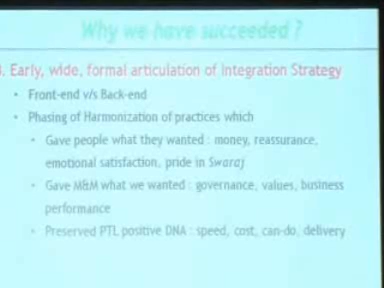 Why we have succeeded ?
3. Early, wide, formal articulation of Integration Strategy
• Front-end v/s Back-end
• Phasing of Harmonization of practices which
• Gave people what they wanted : money, reassurance,
emotional satisfaction, pride in Swaraj
• Gave M&M what we wanted : governance, values, business
performance
• Preserved PTL positive DNA : speed, cost, can-do, delivery